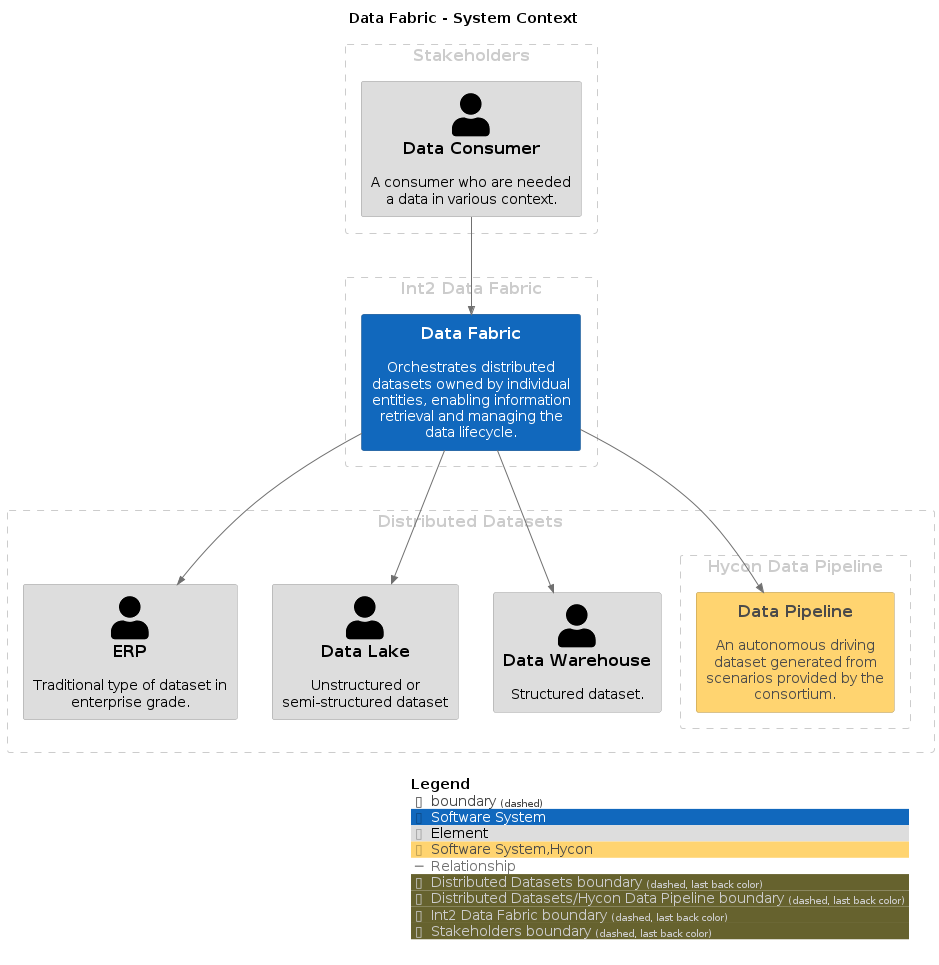 Data Fabric - System Context
Stakeholders
Data Consumer
A consumer who are needed
a data in various context.
Int2 Data Fabric
Data Fabric
Orchestrates distributed
datasets owned by individual
entities, enabling information
retrieval and managing the
data lifecycle.
Distributed Datasets
ERP
Traditional type of dataset in
enterprise grade.
Data Lake
Unstructured or
semi-structured dataset
Data Warehouse
Structured dataset.
Hycon Data Pipeline
Data Pipeline
An autonomous driving
dataset generated from
scenarios provided by the
consortium.
Legend
boundary (dashed)
Software System
Element
Software System,Hycon
Relationship
Distributed Datasets boundary (dashed, last back color)
Distributed Datasets/Hycon Data Pipeline boundary (dashed, last back color)
Int2 Data Fabric boundary (dashed, last back color)
Stakeholders boundary (dashed, last back color)